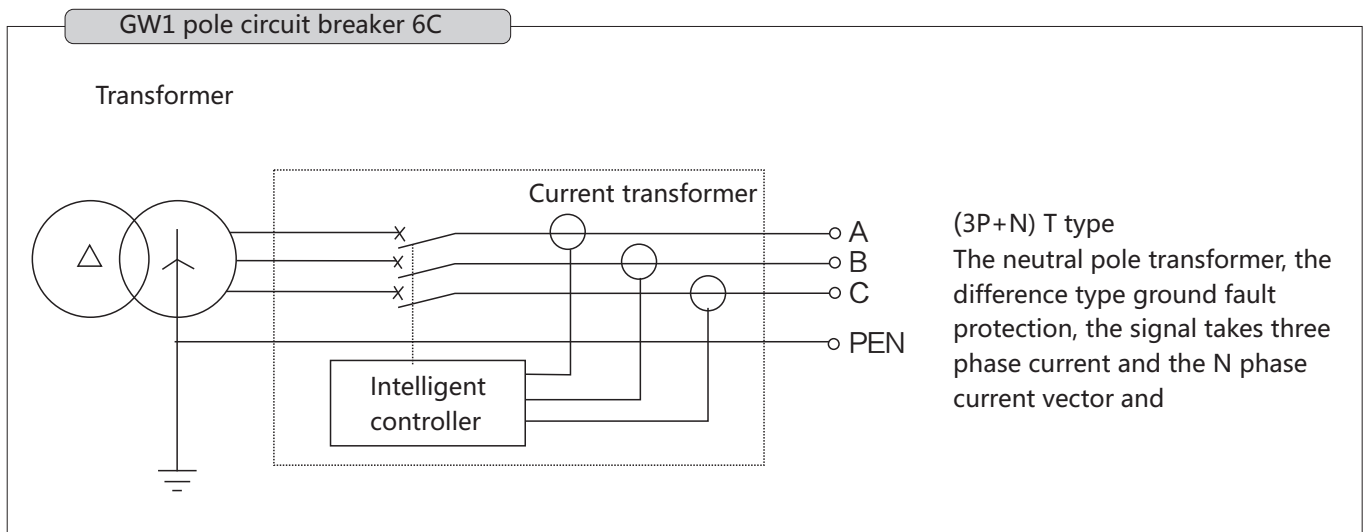 GW1 pole circuit breaker 6C
Transformer
Current transformer
A
B
C
PEN
Intelligent
controller
(3P+N) T type
The neutral pole transformer, the
difference type ground fault
protection, the signal takes three
phase current and the N phase
current vector and